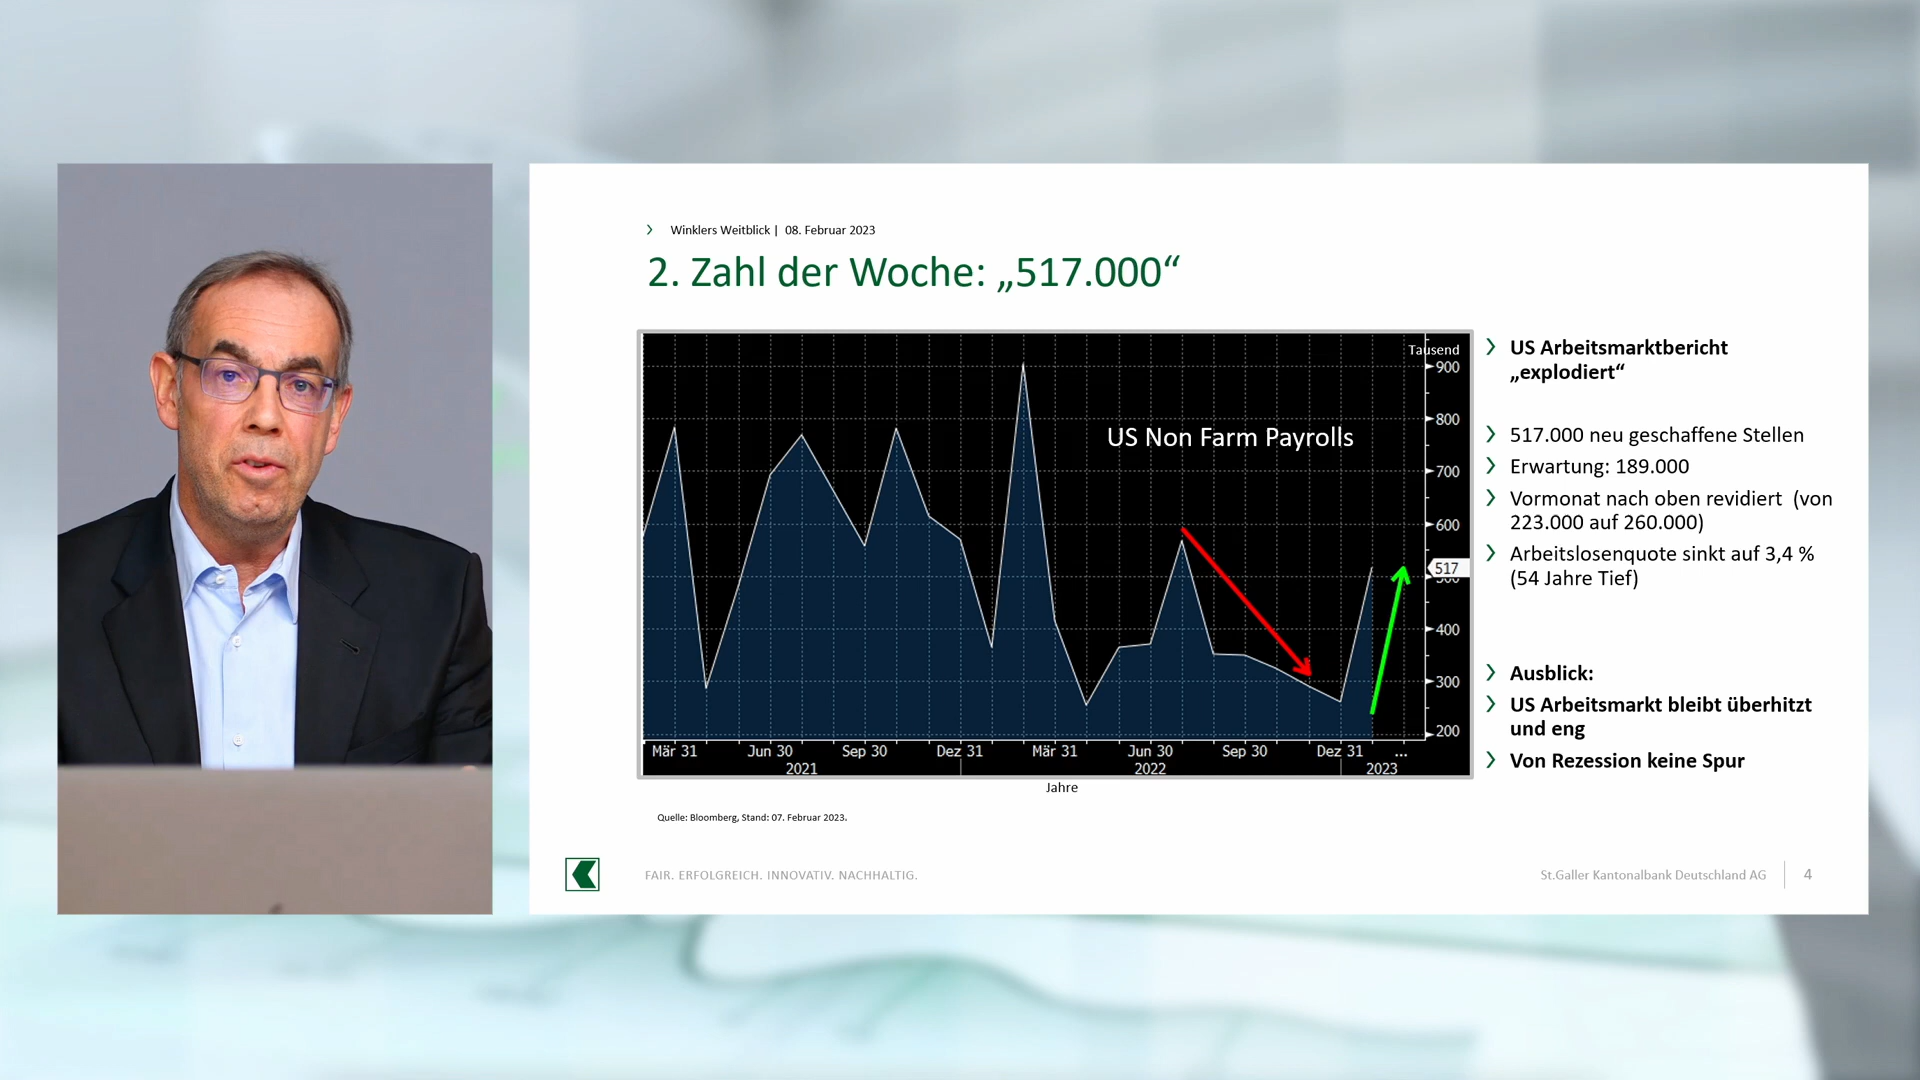 Winklers Weitblick | 08. Februar 2023
2. Zahl der Woche: „517.000“
Tausend
900
800
700
600
517
500
400
300
200
US Non Farm Payrolls
Mär 31 Jun 30 Sep 30 Dez 31 Mär 31 Jun 30 Sep 30 Dez 31 ...
2021 2022 2023
Jahre
Quelle: Bloomberg, Stand: 07. Februar 2023.
US Arbeitsmarktbericht
„explodiert“
517.000 neu geschaffene Stellen
Erwartung: 189.000
Vormonat nach oben revidiert (von
223.000 auf 260.000)
Arbeitslosenquote sinkt auf 3,4 %
(54 Jahre Tief)
Ausblick:
US Arbeitsmarkt bleibt überhitzt
und eng
Von Rezession keine Spur
FAIR. ERFOLGREICH. INNOVATIV. NACHHALTIG.
St.Galler Kantonalbank Deutschland AG 4